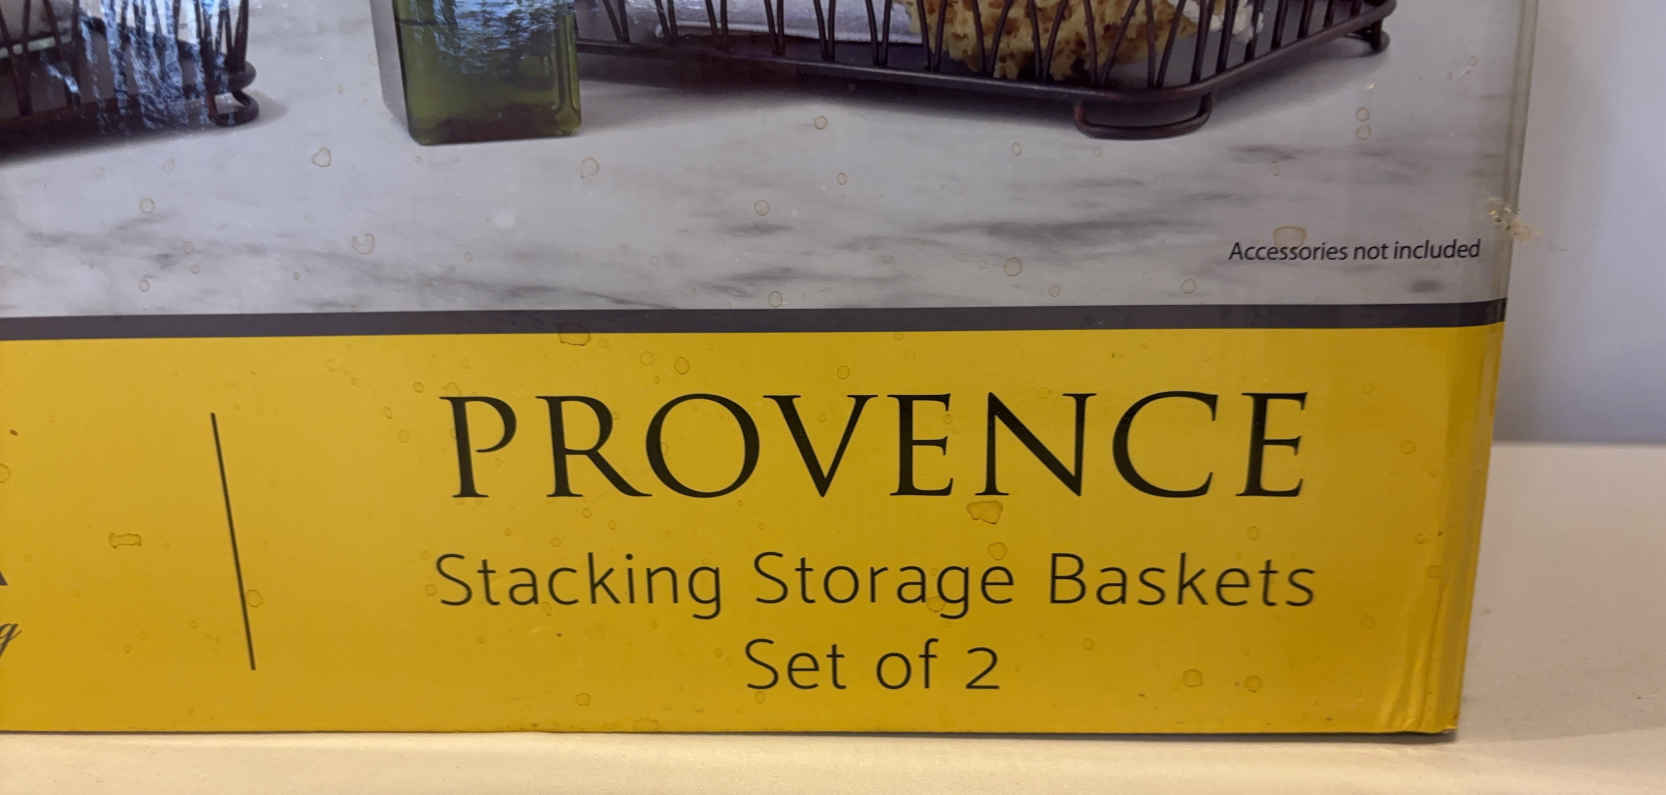 Accessories not included
PROVENCE
Stacking Storage Baskets
Set of 2